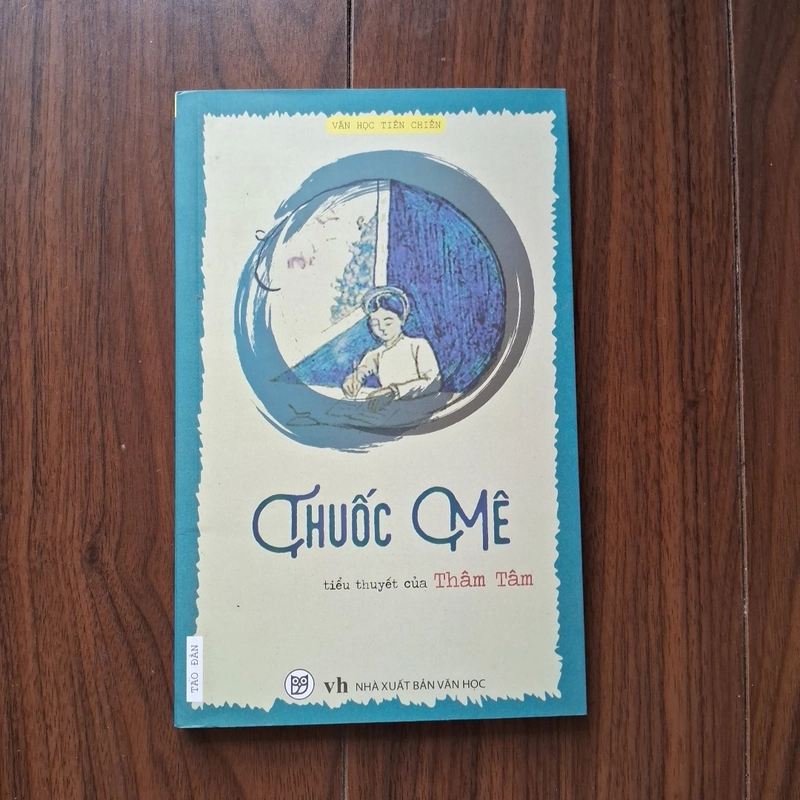 VĂN HỌC TIỀN CHIẾN
THUỐC MÊ
tiểu thuyết của Thâm Tâm
TAO ĐÀN
vh NHÀ XUẤT BẢN VĂN HỌC